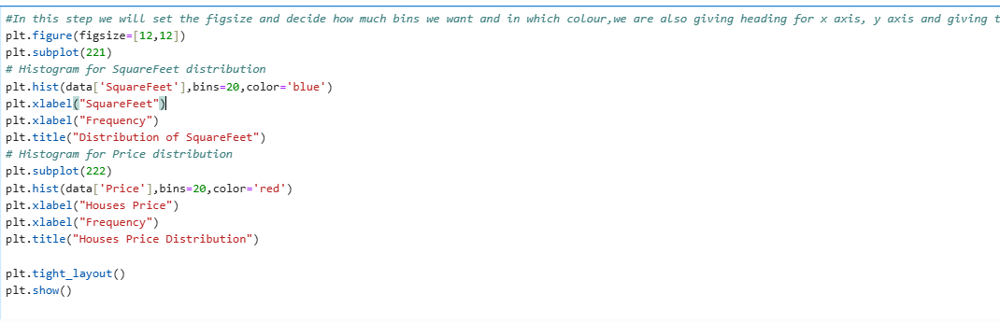 #In this step we will set the figsize and decide how much bins we want and in which colour,we are also giving heading for x axis, y axis and giving t
plt.figure(figsize=[12,12])
plt.subplot(221)
# Histogram for SquareFeet distribution
plt.hist(data['SquareFeet'],bins=20,color='blue')
plt.xlabel("SquareFeet")
plt.xlabel("Frequency")
plt.title("Distribution of SquareFeet")
# Histogram for Price distribution
plt.subplot(222)
plt.hist(data['Price'],bins=20,color='red')
plt.xlabel("Houses Price")
plt.xlabel("Frequency")
plt.title("Houses Price Distribution")
plt.tight_layout()
plt.show()